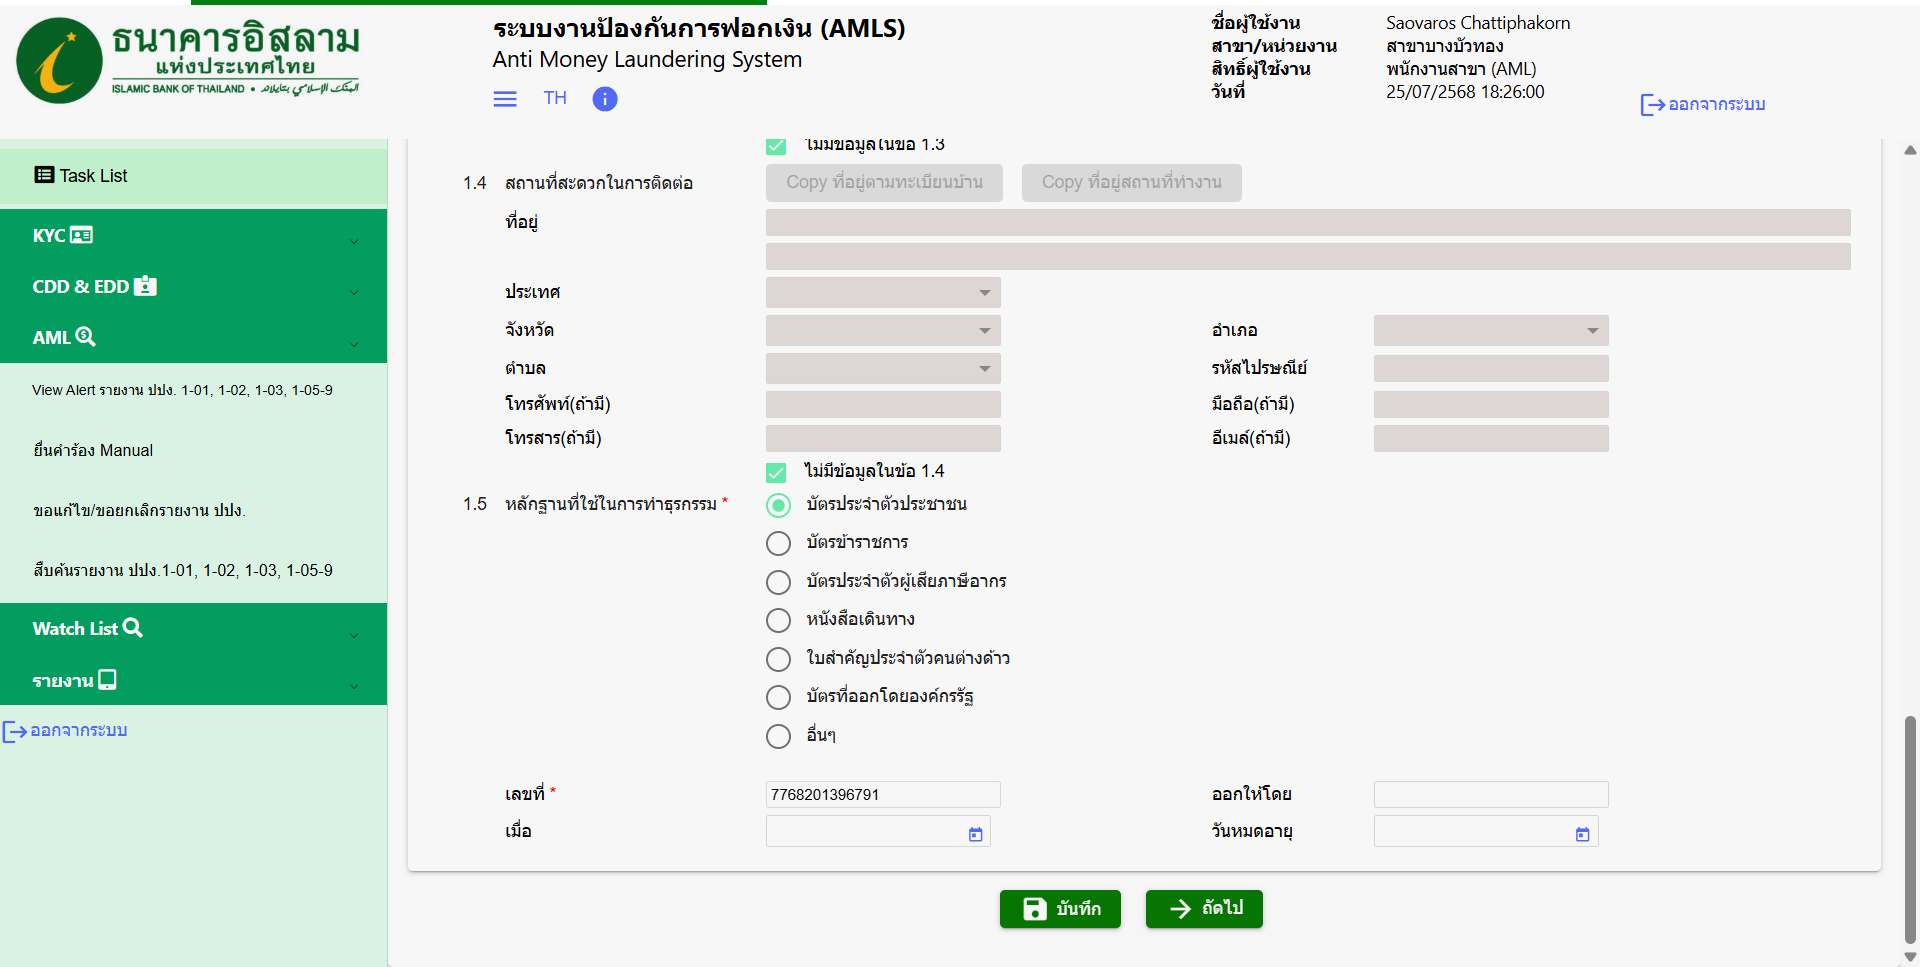 ธนาคารอิสลาม
แห่งประเทศไทย
ISLAMIC BANK OF THAILAND
ระบบงานป้องกันการฟอกเงิน (AMLS)
Anti Money Laundering System
TH
ชื่อผู้ใช้งาน Saovaros Chattiphakorn
สาขา/หน่วยงาน สาขาบางบัวทอง
สิทธิ์ผู้ใช้งาน พนักงานสาขา (AML)
วันที่ 25/07/2568 18:26:00
ออกจากระบบ
Task List
KYC
CDD & EDD
AML
View Alert รายงาน ปปง. 1-01, 1-02, 1-03, 1-05-9
ยื่นคำร้อง Manual
ขอแก้ไข/ขอยกเลิกรายงาน ปปง.
สืบค้นรายงาน ปปง.1-01, 1-02, 1-03, 1-05-9
Watch List
รายงาน
ออกจากระบบ
ไม่มีข้อมูลในข้อ 1.3
1.4 สถานที่สะดวกในการติดต่อ Copy ที่อยู่ตามทะเบียนบ้าน Copy ที่อยู่สถานที่ทำงาน
ที่อยู่
ประเทศ
จังหวัด อำเภอ
ตำบล รหัสไปรษณีย์
โทรศัพท์(ถ้ามี) มือถือ(ถ้ามี)
โทรสาร(ถ้ามี) อีเมล์(ถ้ามี)
ไม่มีข้อมูลในข้อ 1.4
1.5 หลักฐานที่ใช้ในการทำธุรกรรม * บัตรประจำตัวประชาชน
บัตรข้าราชการ
บัตรประจำตัวผู้เสียภาษีอากร
หนังสือเดินทาง
ใบสำคัญประจำตัวคนต่างด้าว
บัตรที่ออกโดยองค์กรรัฐ
อื่นๆ
เลขที่ * 7768201396791 ออกให้โดย
เมื่อ วันหมดอายุ
บันทึก ถัดไป